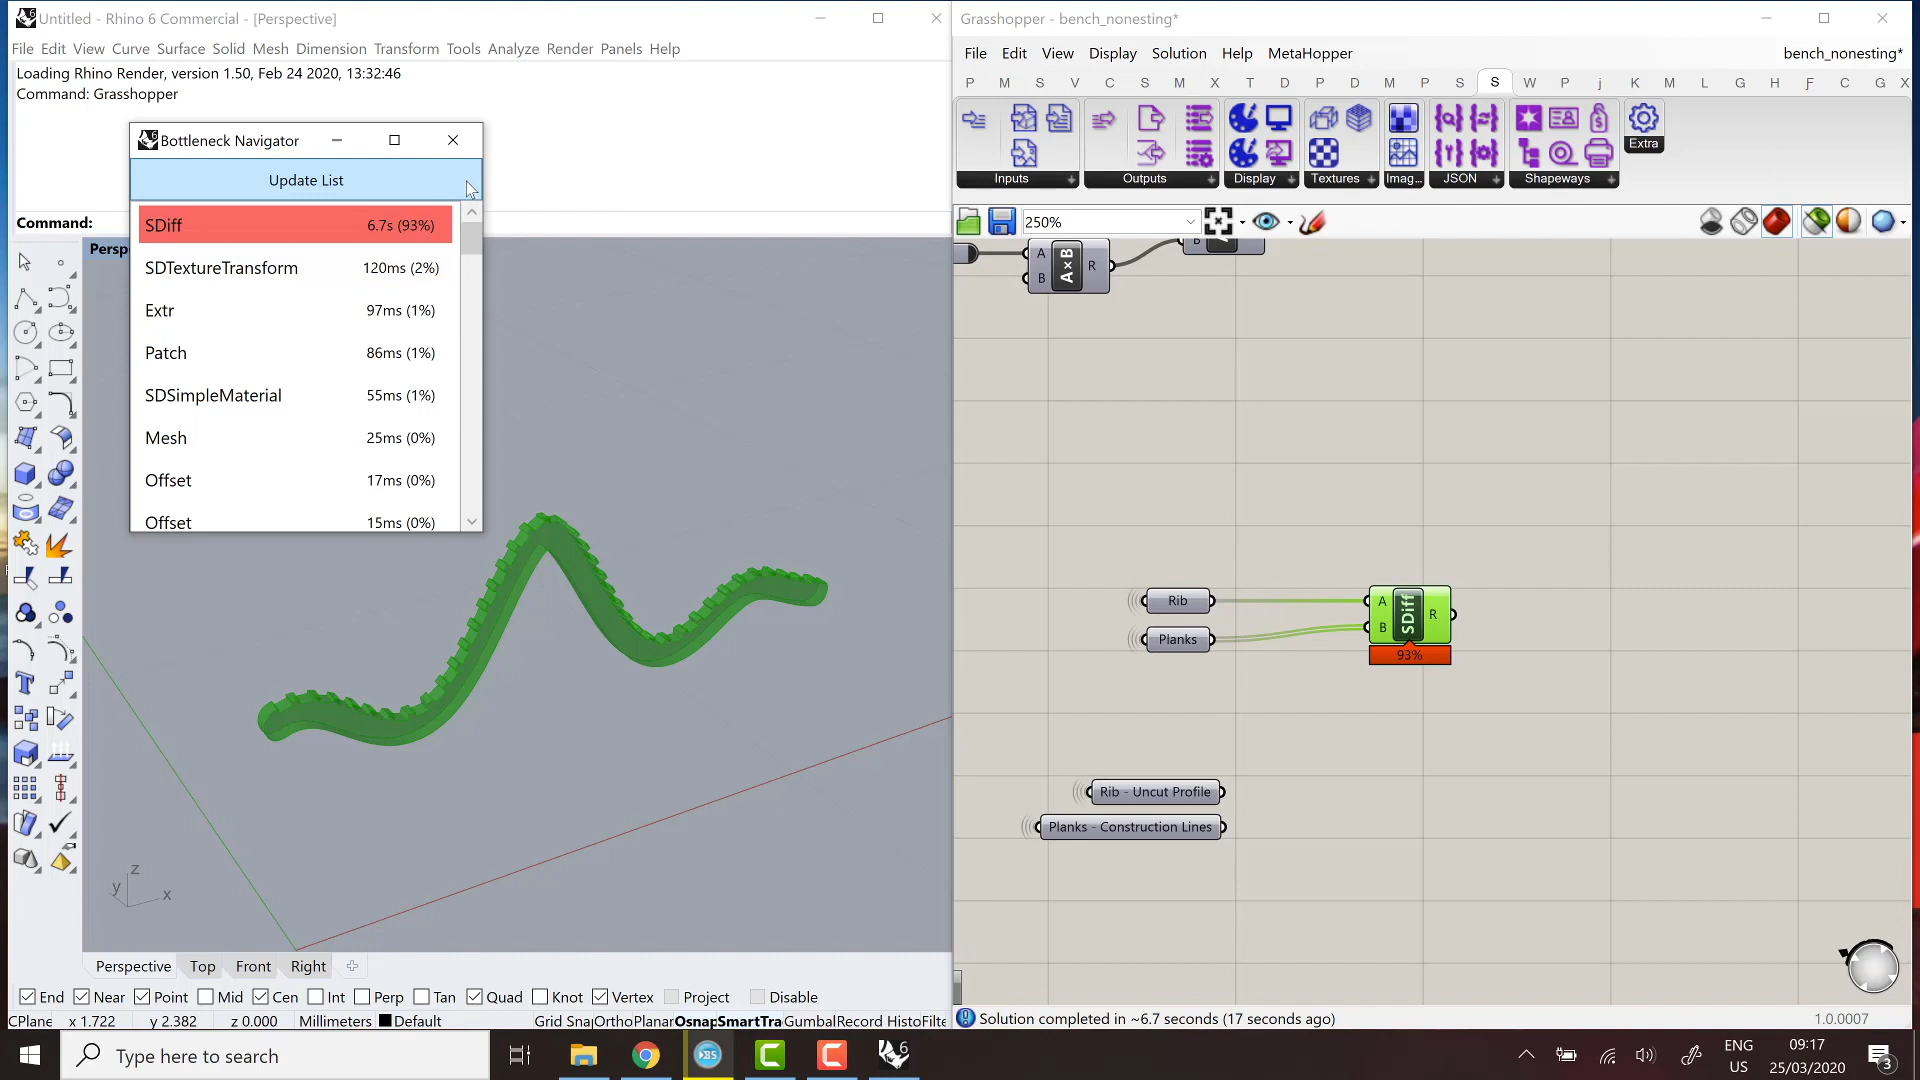 Untitled - Rhino 6 Commercial - [Perspective]
File Edit View Curve Surface Solid Mesh Dimension Transform Tools Analyze Render Panels Help
Loading Rhino Render, version 1.50, Feb 24 2020, 13:32:46
Command: Grasshopper
Bottleneck Navigator
Update List
SDiff 6.7s (93%)
SDTextureTransform 120ms (2%)
Extr 97ms (1%)
Patch 86ms (1%)
SDSimpleMaterial 55ms (1%)
Mesh 25ms (0%)
Offset 17ms (0%)
Offset 15ms (0%)
Command:
Persp
z
y
x
Perspective Top Front Right
End Near Point Mid Cen Int Perp Tan Quad Knot Vertex Project Disable
CPlane x 1.722 y 2.382 z 0.000 Millimeters Default Grid Snap Ortho Planar Osnap SmartTra Gumbal Record Histo Filte
Grasshopper - bench_nonesting*
File Edit View Display Solution Help MetaHopper bench_nonesting*
P M S V C S M X T D P D M P S S W P j K M L G H F C G X
Inputs Outputs Display Textures Imag... JSON Shapeways Extra
250%
A×B
A
B
R
B
Rib
Planks
A
B
SDiff
R
93%
Rib - Uncut Profile
Planks - Construction Lines
Solution completed in ~6.7 seconds (17 seconds ago) 1.0.0007
Type here to search
BS
6
ENG
US
09:17
25/03/2020
3